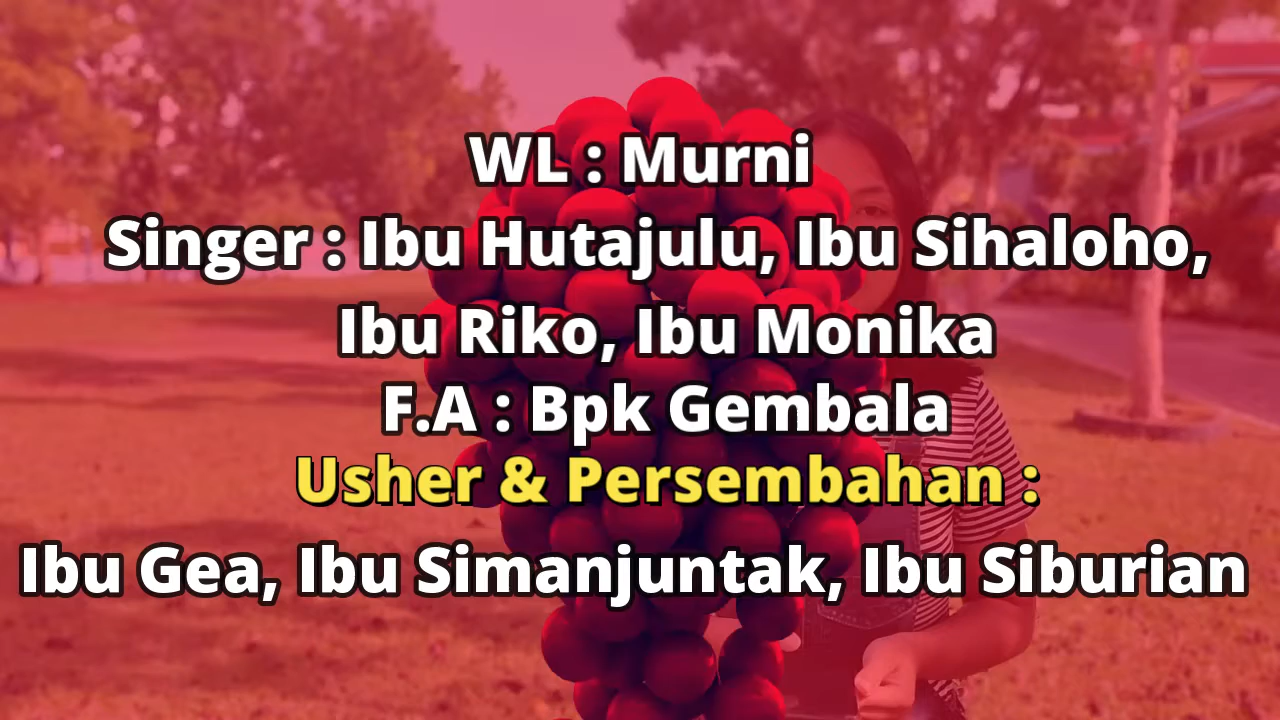 WL : Murni
Singer : Ibu Hutajulu, Ibu Sihaloho,
Ibu Riko, Ibu Monika
F.A : Bpk Gembala
Usher & Persembahan :
Ibu Gea, Ibu Simanjuntak, Ibu Siburian